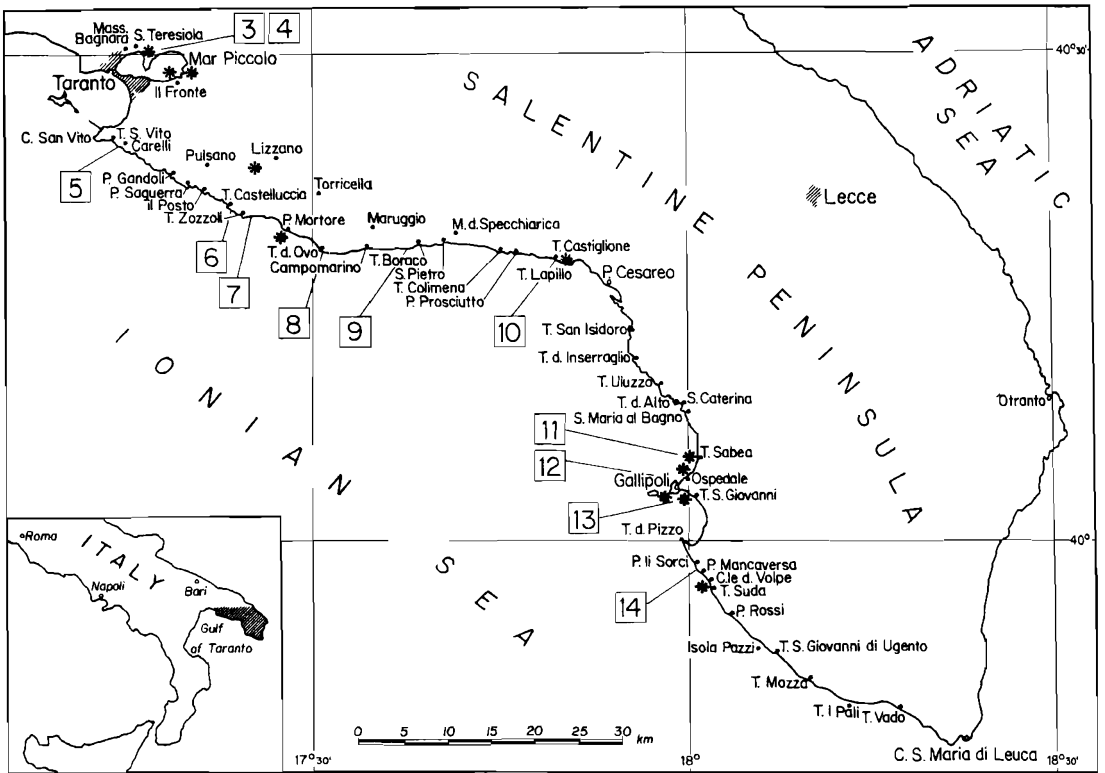 Mass.
Bagnara
S. Teresiola
3 4
Mar Piccolo
Taranto
Il Fronte
C. San Vito
T. S. Vito
Carelli
5
Pulsano
Lizzano
P. Gandoli
P. Saguerra
il Posto
T. Castelluccia
Torricella
T. Zozzoli
P. Mortore
6
7
T. d. Ovo
Campomarino
8
Maruggio
M. d. Specchiarica
T. Boraco
S. Pietro
T. Colimena
P. Prosciutto
9
T. Castiglione
T. Lapillo
P. Cesareo
10
T. San Isidoro
T. d. Inserraglio
T. Uluzza
T. d. Alto
S. Caterina
S. Maria al Bagno
11
T. Sabea
12
Gallipoli
Ospedale
T. S. Giovanni
13
T. d. Pizzo
P. li Sorci
P. Mancaversa
C.le d. Volpe
T. Suda
14
P. Rossi
Isola Pazzi
T. S. Giovanni di Ugento
T. Mozza
T. I Pali
T. Vado
C. S. Maria di Leuca
Otranto
Lecce
SALENTINE PENINSULA
ADRIATIC
SEA
IONIAN
SEA
40°30'
40°
17°30'
18°
18°30'
0 5 10 15 20 25 30
km
ITALY
Roma
Napoli
Bari
Gulf
of Taranto